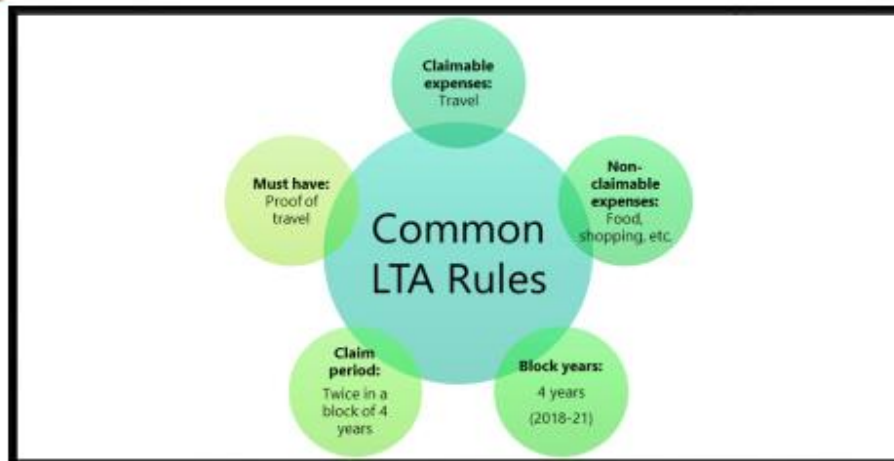 Claimable
expenses:
Travel
Must have:
Proof of
travel
Non-
claimable
expenses:
Food,
shopping, etc.
Common
LTA Rules
Claim
period:
Twice in a
block of 4
years
Block years:
4 years
(2018-21)